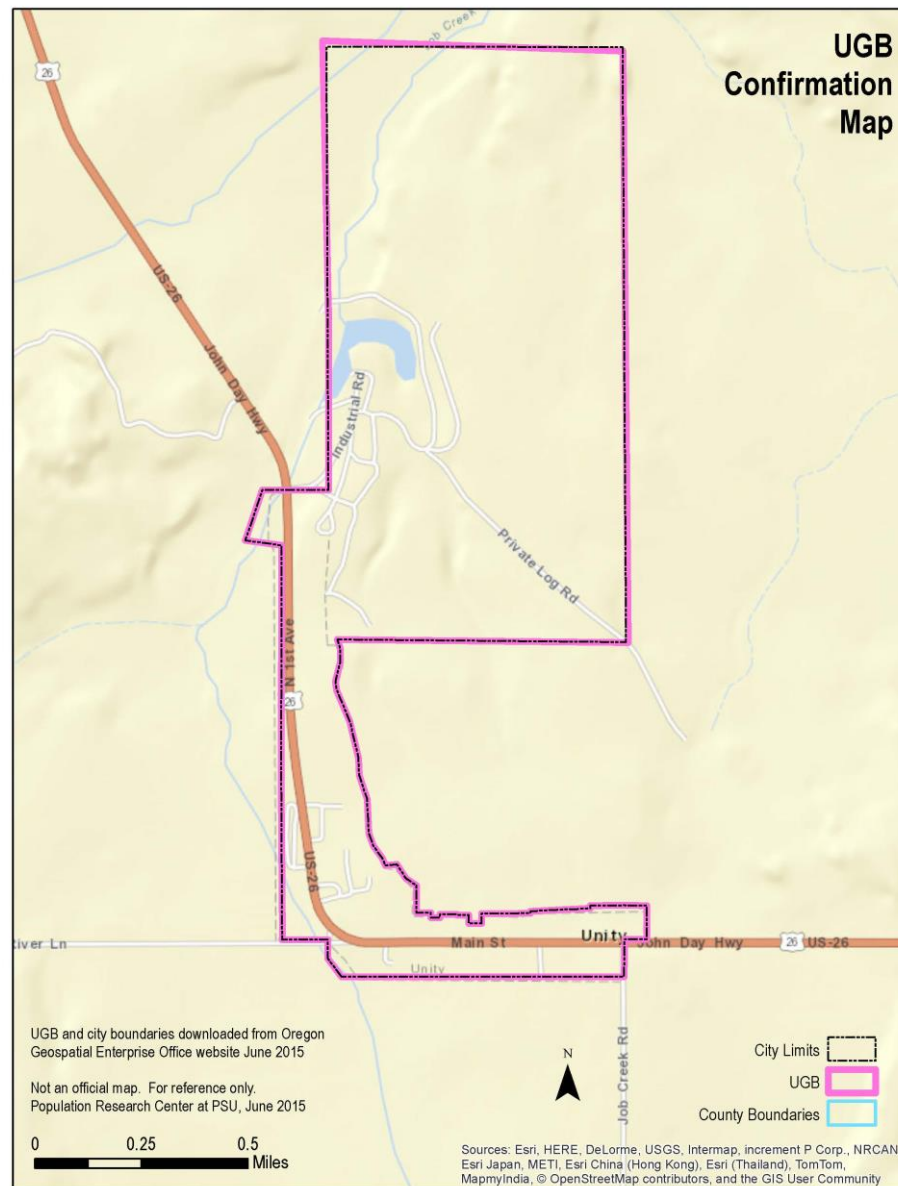 UGB
Confirmation
Map
Job Creek
26
US-26
John Day Hwy
Industrial Rd
Private Log Rd
N 1st Ave
26
US-26
River Ln
Main St
Unity
John Day Hwy
26
US-26
Unity
Job Creek Rd
UGB and city boundaries downloaded from Oregon
Geospatial Enterprise Office website June 2015
Not an official map. For reference only.
Population Research Center at PSU, June 2015
0 0.25 0.5
Miles
N
City Limits
UGB
County Boundaries
Sources: Esri, HERE, DeLorme, USGS, Intermap, increment P Corp., NRCAN,
Esri Japan, METI, Esri China (Hong Kong), Esri (Thailand), TomTom,
MapmyIndia, © OpenStreetMap contributors, and the GIS User Community